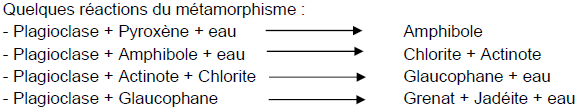 Quelques réactions du métamorphisme :
- Plagioclase + Pyroxène + eau ⟶ Amphibole
- Plagioclase + Amphibole + eau ⟶ Chlorite + Actinote
- Plagioclase + Actinote + Chlorite ⟶ Glaucophane + eau
- Plagioclase + Glaucophane ⟶ Grenat + Jadéite + eau